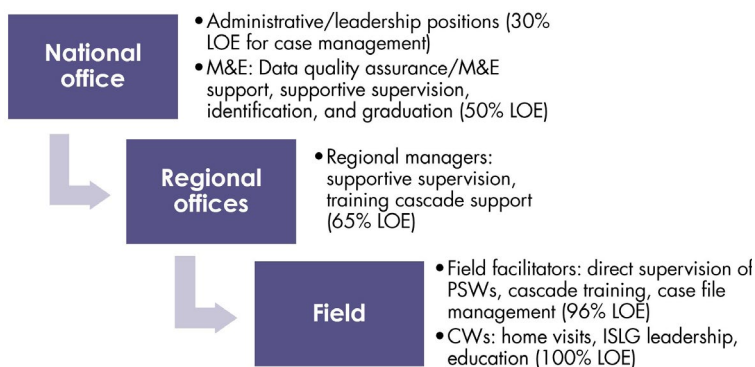 National
office
• Administrative/leadership positions (30%
LOE for case management)
• M&E: Data quality assurance/M&E
support, supportive supervision,
identification, and graduation (50% LOE)
Regional
offices
• Regional managers:
supportive supervision,
training cascade support
(65% LOE)
Field
• Field facilitators: direct supervision of
PSWs, cascade training, case file
management (96% LOE)
• CWs: home visits, ISLG leadership,
education (100% LOE)